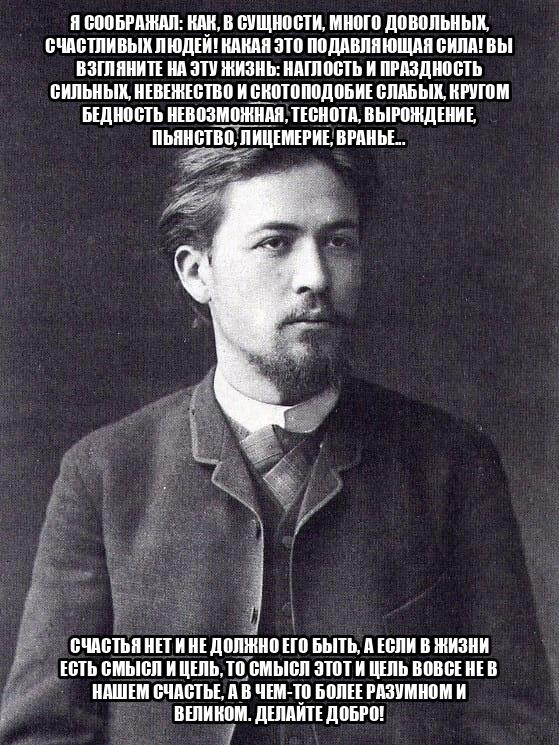 Я СООБРАЖАЛ: КАК, В СУЩНОСТИ, МНОГО ДОВОЛЬНЫХ,
СЧАСТЛИВЫХ ЛЮДЕЙ! КАКАЯ ЭТО ПОДАВЛЯЮЩАЯ СИЛА! ВЫ
ВЗГЛЯНИТЕ НА ЭТУ ЖИЗНЬ: НАГЛОСТЬ И ПРАЗДНОСТЬ
СИЛЬНЫХ, НЕВЕЖЕСТВО И СКОТОПОДОБИЕ СЛАБЫХ, КРУГОМ
БЕДНОСТЬ НЕВОЗМОЖНАЯ, ТЕСНОТА, ВЫРОЖДЕНИЕ,
ПЬЯНСТВО, ЛИЦЕМЕРИЕ, ВРАНЬЕ...
СЧАСТЬЯ НЕТ И НЕ ДОЛЖНО ЕГО БЫТЬ, А ЕСЛИ В ЖИЗНИ
ЕСТЬ СМЫСЛ И ЦЕЛЬ, ТО СМЫСЛ ЭТОТ И ЦЕЛЬ ВОВСЕ НЕ В
НАШЕМ СЧАСТЬЕ, А В ЧЕМ-ТО БОЛЕЕ РАЗУМНОМ И
ВЕЛИКОМ. ДЕЛАЙТЕ ДОБРО!